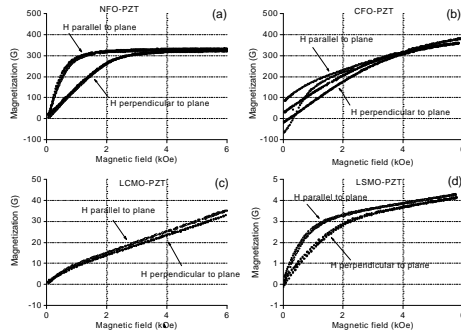 NFO-PZT
(a)
H parallel to plane
H perpendicular to plane
Magnetization (G)
500
400
300
200
100
0
-100
0
2
4
6
Magnetic field (kOe)
CFO-PZT
(b)
H parallel to plane
H perpendicular to plane
Magnetization (G)
500
400
300
200
100
0
-100
0
2
4
6
Magnetic field (kOe)
LCMO-PZT
(c)
H parallel to plane
H perpendicular to plane
Magnetization (G)
50
40
30
20
10
0
-10
0
2
4
6
Magnetic field (kOe)
LSMO-PZT
(d)
H parallel to plane
H perpendicular to plane
Magnetization (G)
5
4
3
2
1
0
-1
0
2
4
6
Magnetic field (kOe)